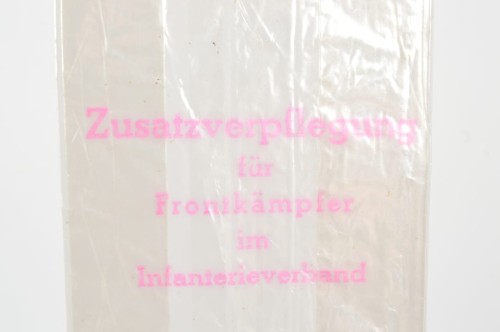 Zusatzverpflegung
für
Frontkämpfer
im
Infanterieverband